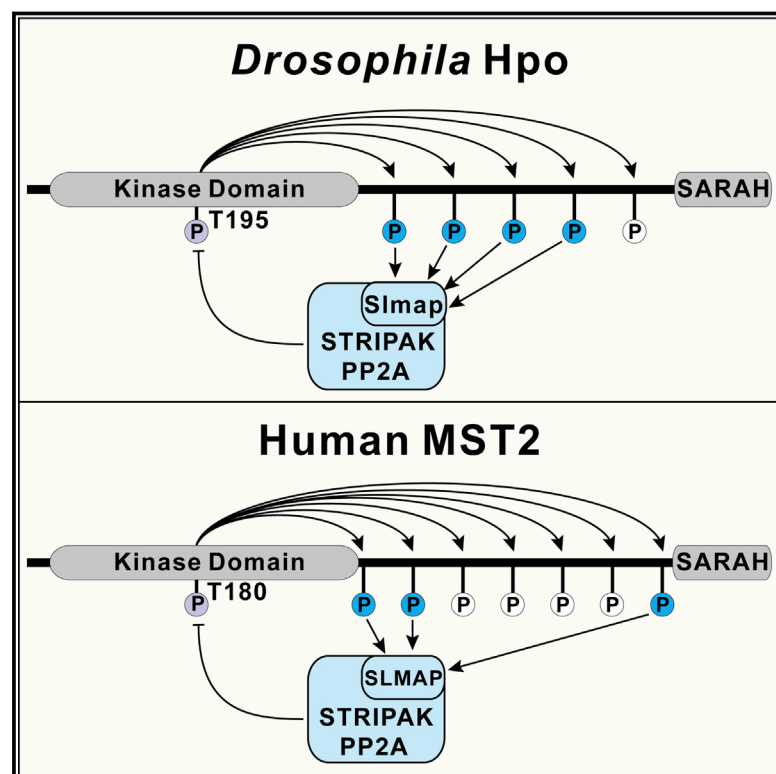 Drosophila Hpo
Kinase Domain
SARAH
T195
P
P
P
P
P
P
Slmap
STRIPAK
PP2A
Human MST2
Kinase Domain
SARAH
T180
P
P
P
P
P
P
P
P
SLMAP
STRIPAK
PP2A